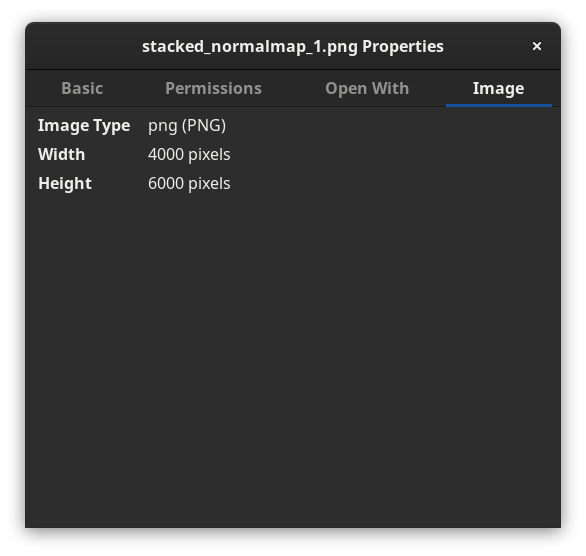 stacked_normalmap_1.png Properties
Basic Permissions Open With Image
Image Type png (PNG)
Width 4000 pixels
Height 6000 pixels